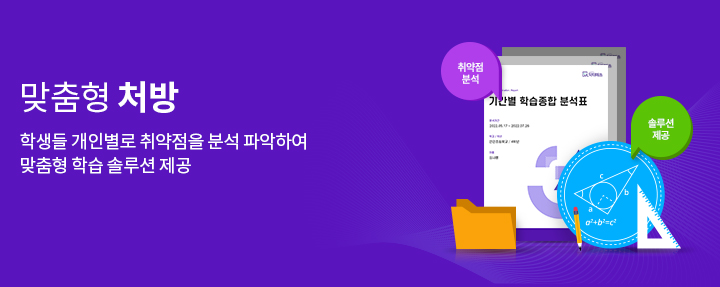 맞춤형 처방
학생들 개인별로 취약점을 분석 파악하여
맞춤형 학습 솔루션 제공
취약점
분석
기간별 학습종합 분석표
솔루션
제공
c
b
a
a²+b²=c²